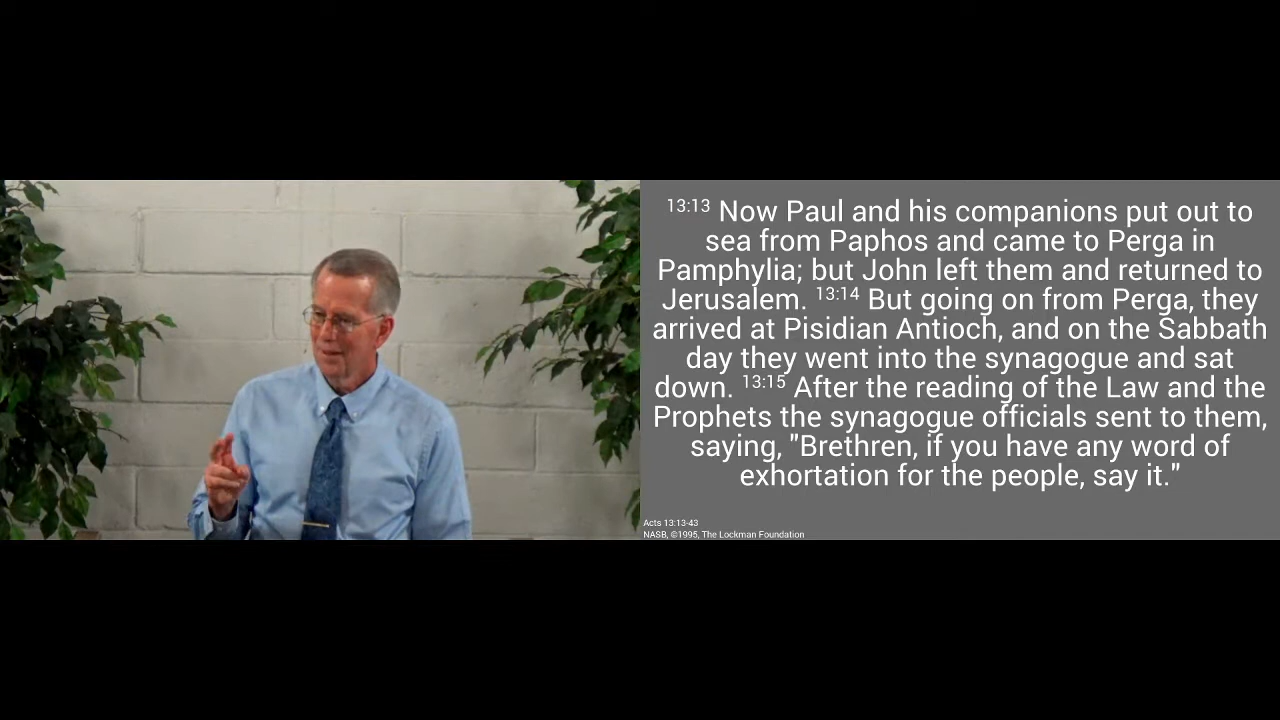 13:13 Now Paul and his companions put out to
sea from Paphos and came to Perga in
Pamphylia; but John left them and returned to
Jerusalem. 13:14 But going on from Perga, they
arrived at Pisidian Antioch, and on the Sabbath
day they went into the synagogue and sat
down. 13:15 After the reading of the Law and the
Prophets the synagogue officials sent to them,
saying, "Brethren, if you have any word of
exhortation for the people, say it."
Acts 13:13-43
NASB, ©1995, The Lockman Foundation